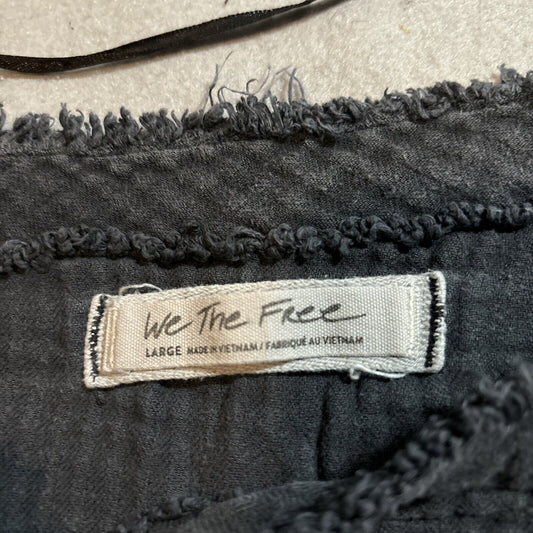 We The Free
LARGE MADE IN VIETNAM / FABRIQUÉ AU VIETNAM